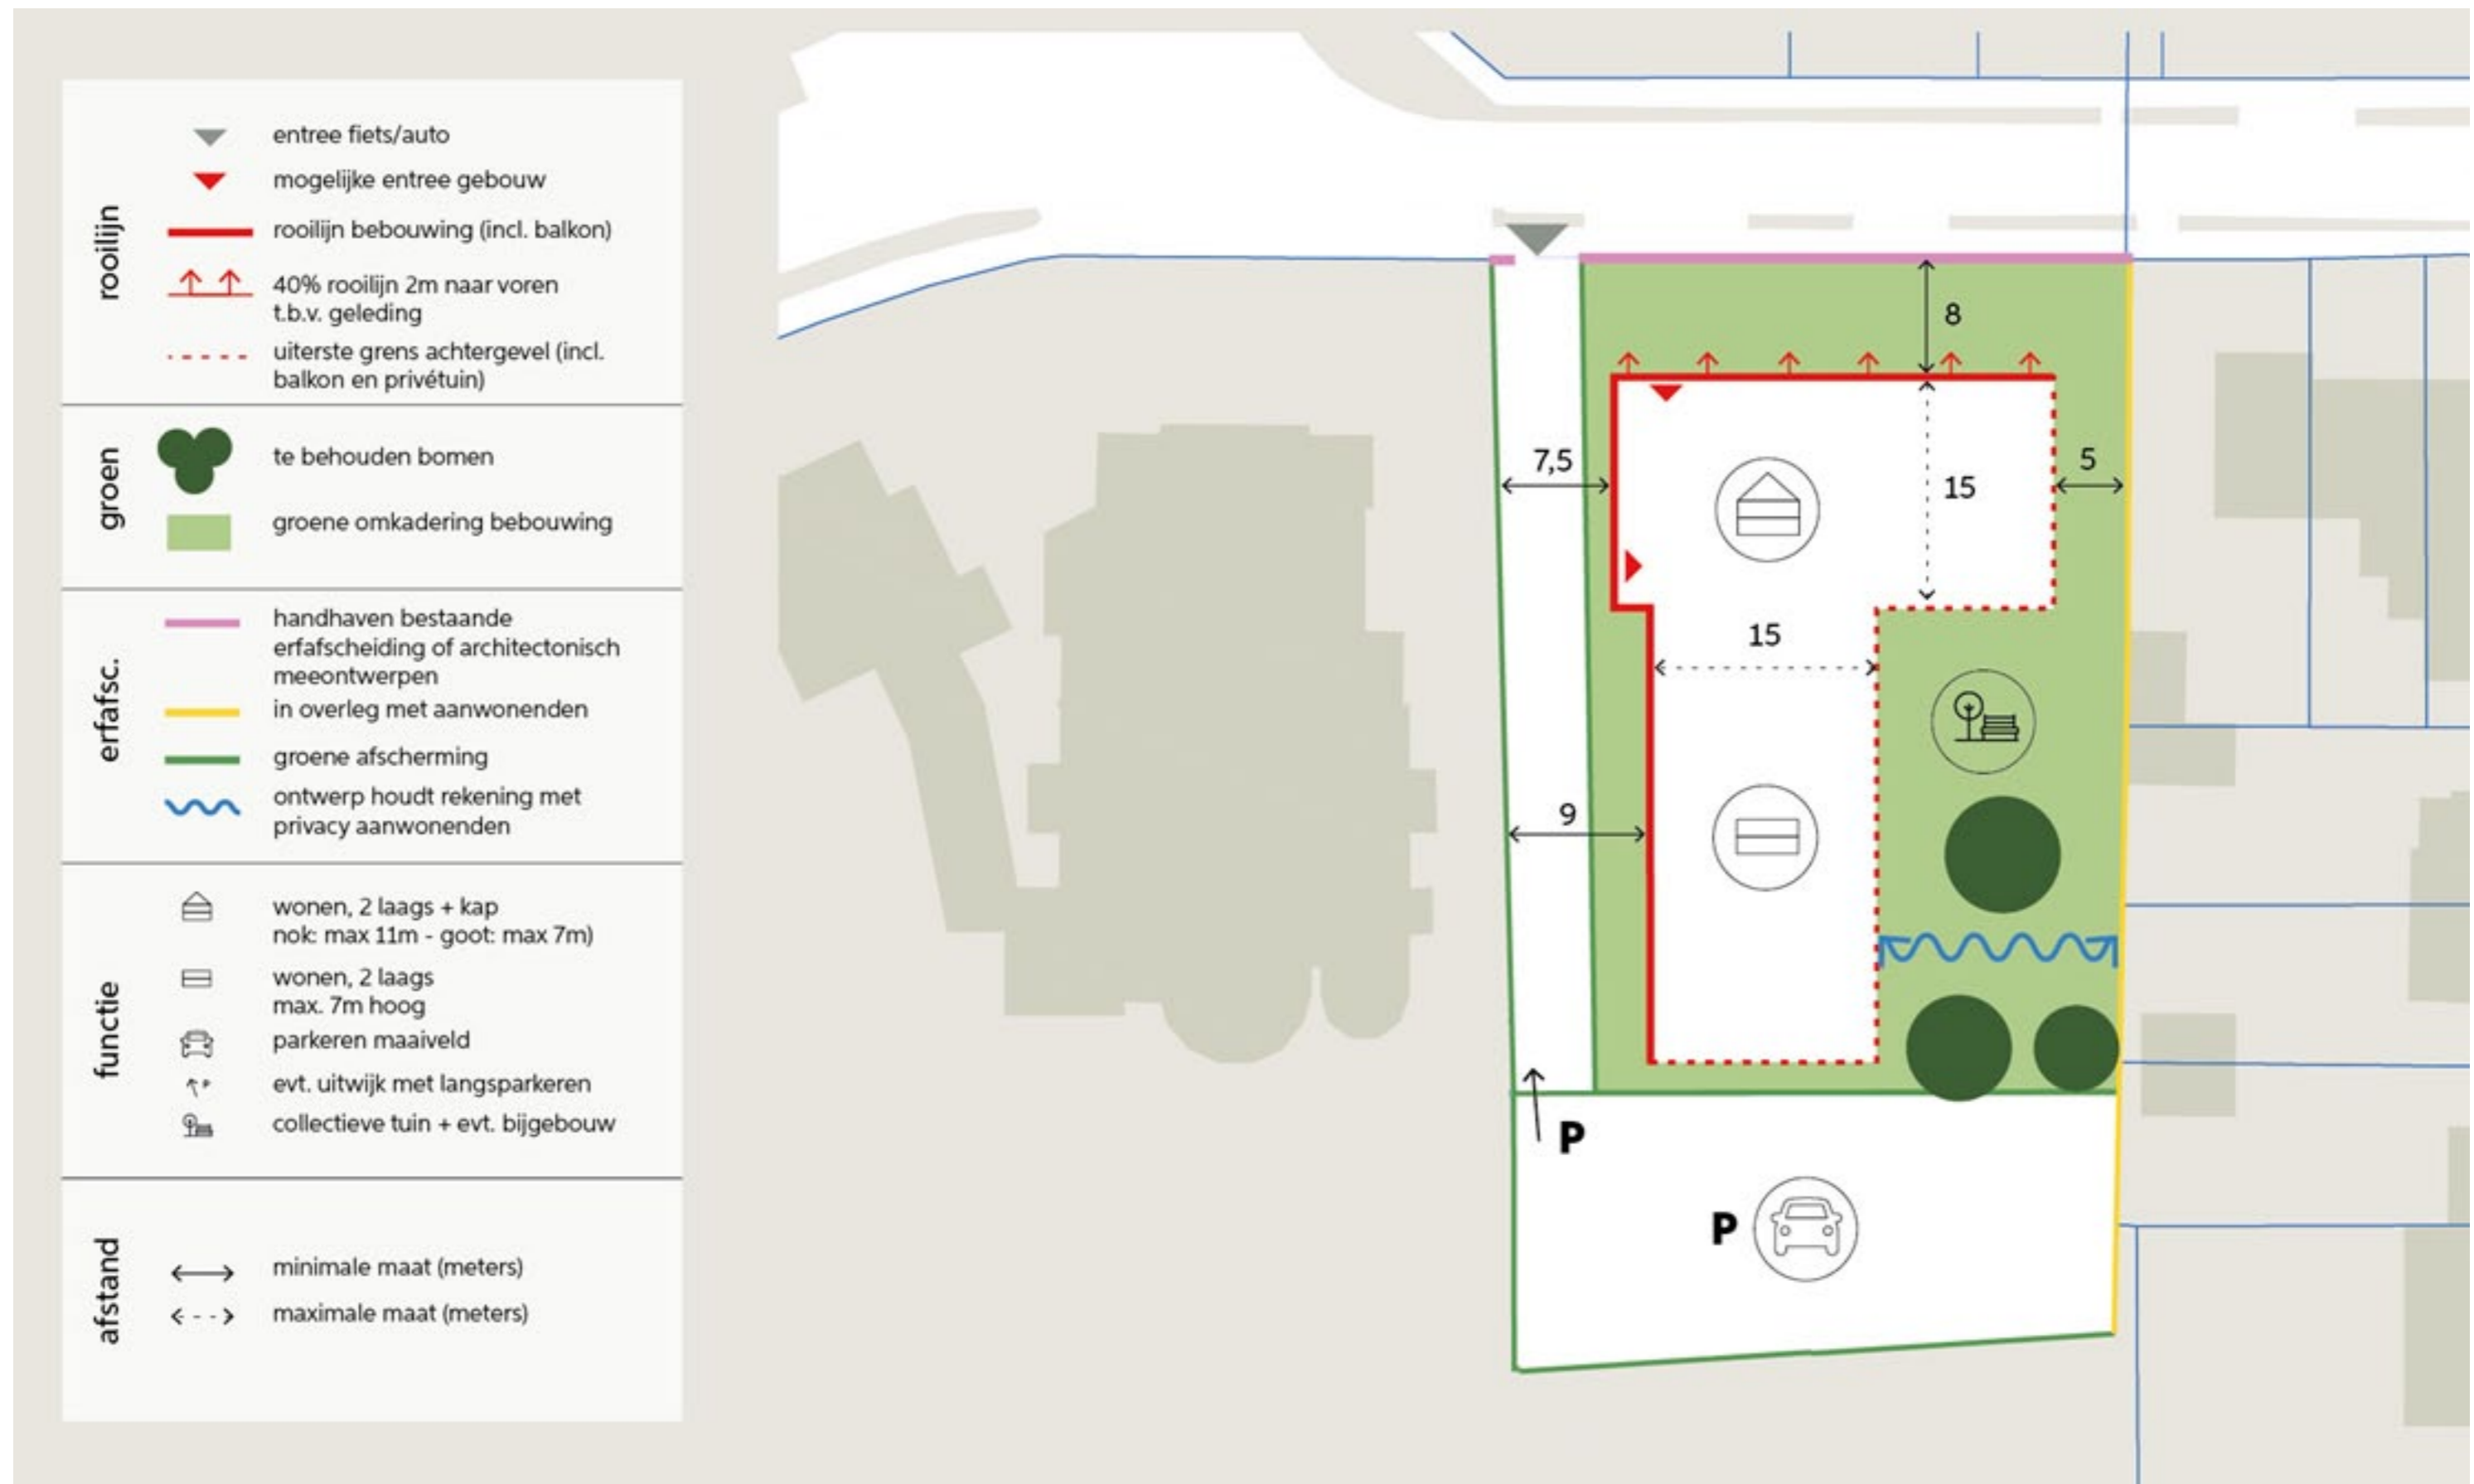 rooilijn
entree fiets/auto
mogelijke entree gebouw
rooilijn bebouwing (incl. balkon)
40% rooilijn 2m naar voren
t.b.v. geleding
uiterste grens achtergevel (incl.
balkon en privétuin)
groen
te behouden bomen
groene omkadering bebouwing
erfafsc.
handhaven bestaande
erfafscheiding of architectonisch
meeontwerpen
in overleg met aanwonenden
groene afscherming
ontwerp houdt rekening met
privacy aanwonenden
functie
wonen, 2 laags + kap
nok: max 11m - goot: max 7m)
wonen, 2 laags
max. 7m hoog
parkeren maaiveld
P
evt. uitwijk met langsparkeren
collectieve tuin + evt. bijgebouw
afstand
minimale maat (meters)
maximale maat (meters)
8
7,5
15
5
15
9
P
P